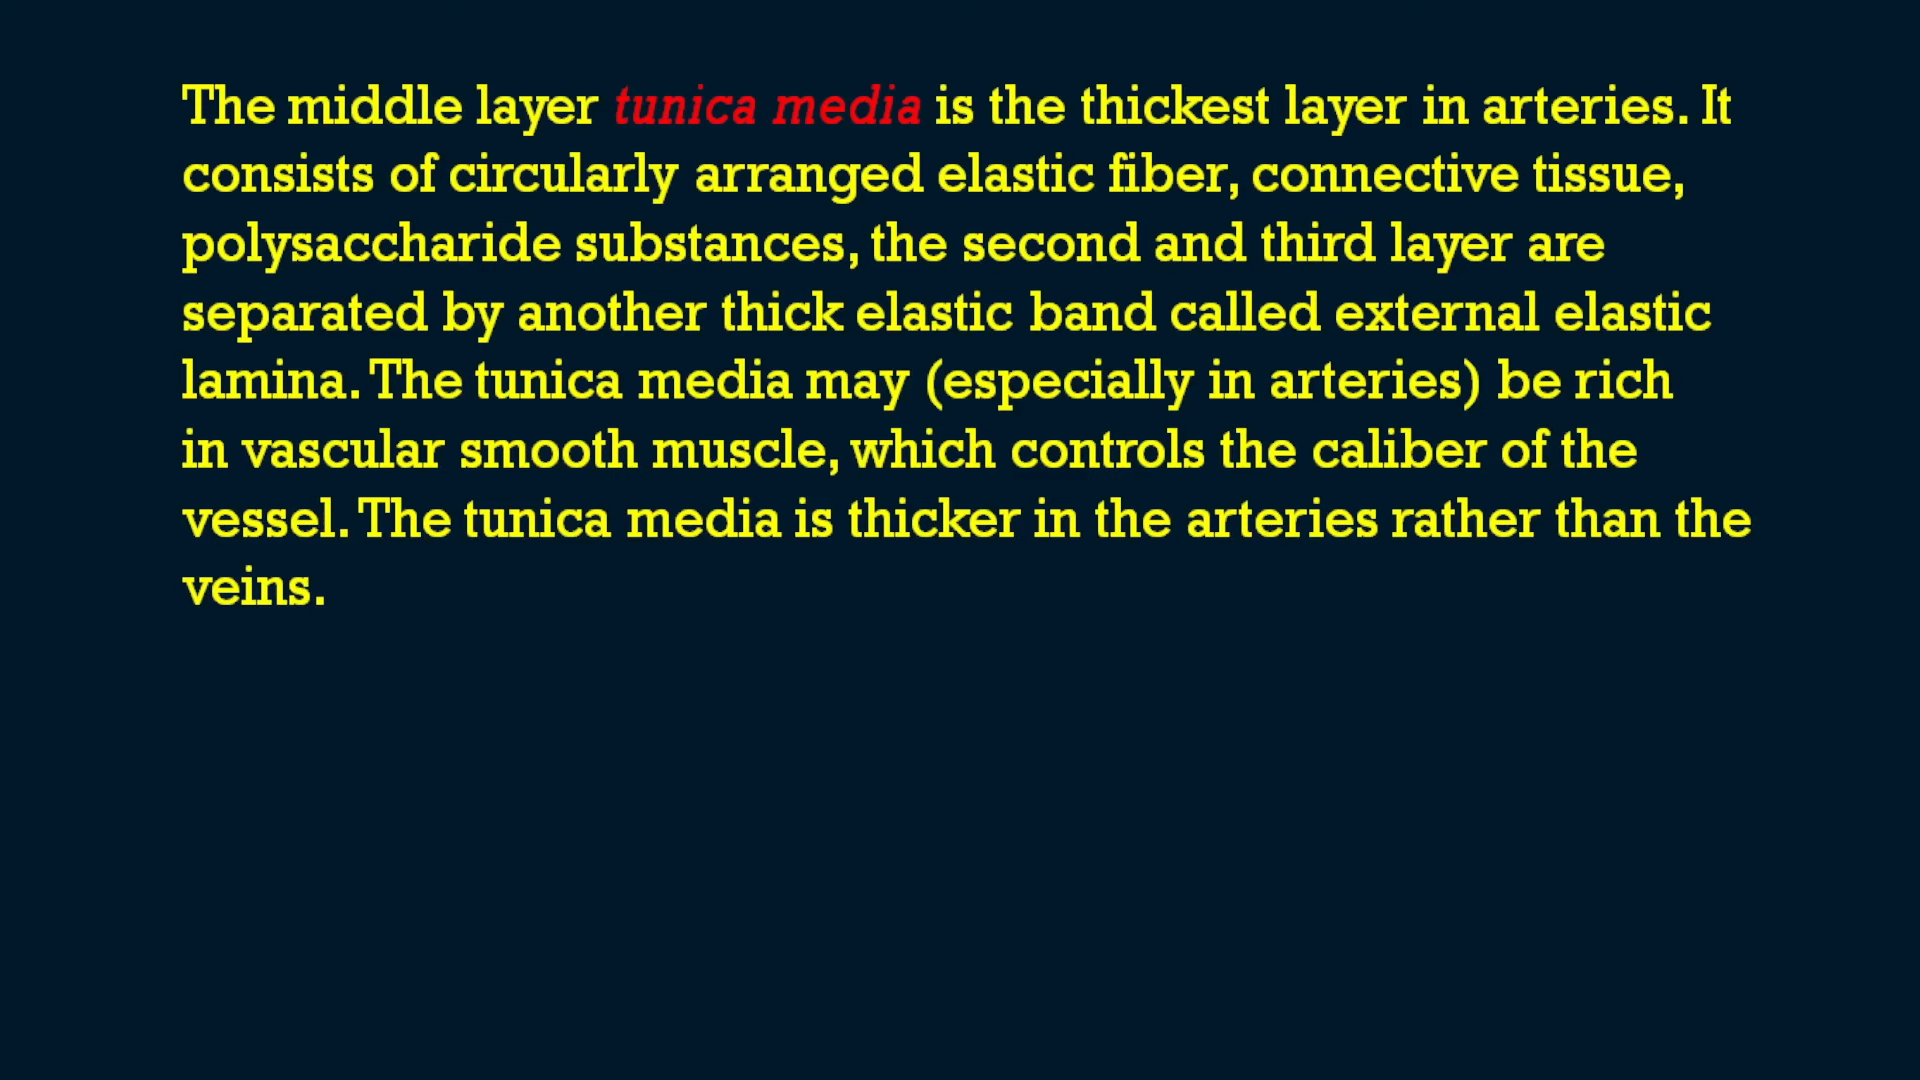 The middle layer tunica media is the thickest layer in arteries. It
consists of circularly arranged elastic fiber, connective tissue,
polysaccharide substances, the second and third layer are
separated by another thick elastic band called external elastic
lamina. The tunica media may (especially in arteries) be rich
in vascular smooth muscle, which controls the caliber of the
vessel. The tunica media is thicker in the arteries rather than the
veins.